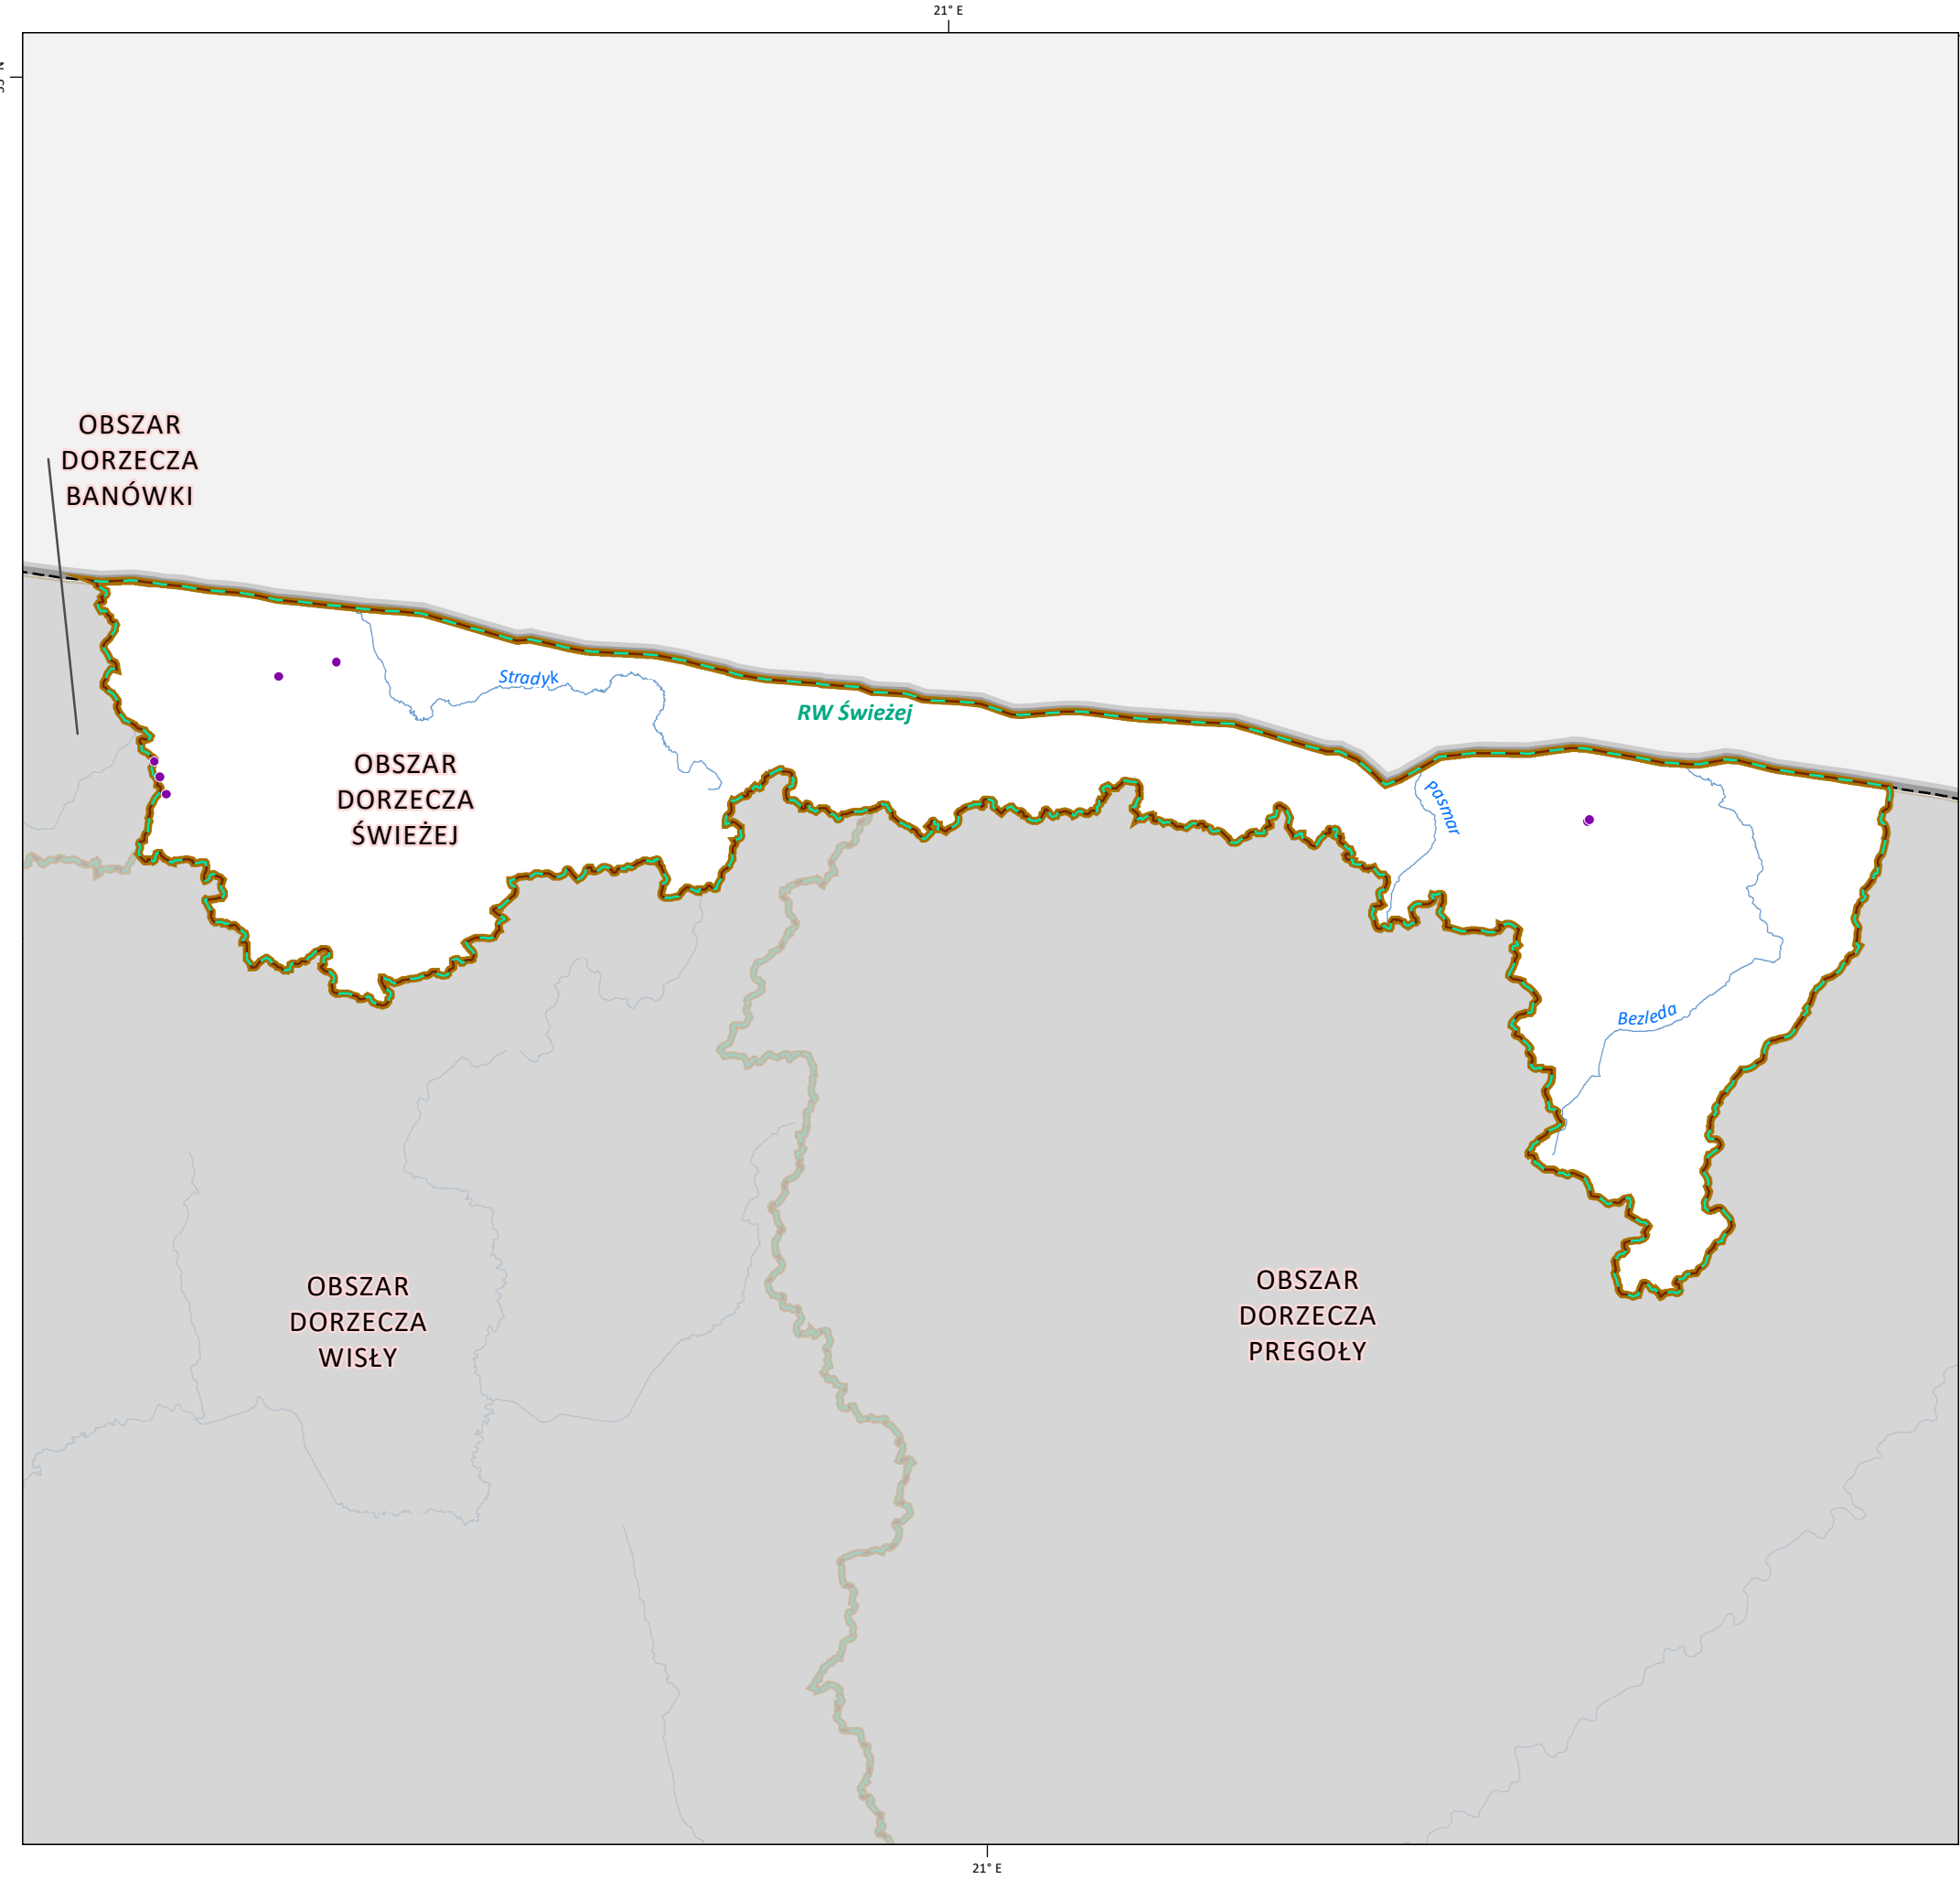 21° E
OBSZAR
DORZECZA
BANÓWKI
Stradyk
RW Świeżej
OBSZAR
DORZECZA
ŚWIEŻEJ
Pasmar
Bezleda
OBSZAR
DORZECZA
WISŁY
OBSZAR
DORZECZA
PREGOŁY
21° E